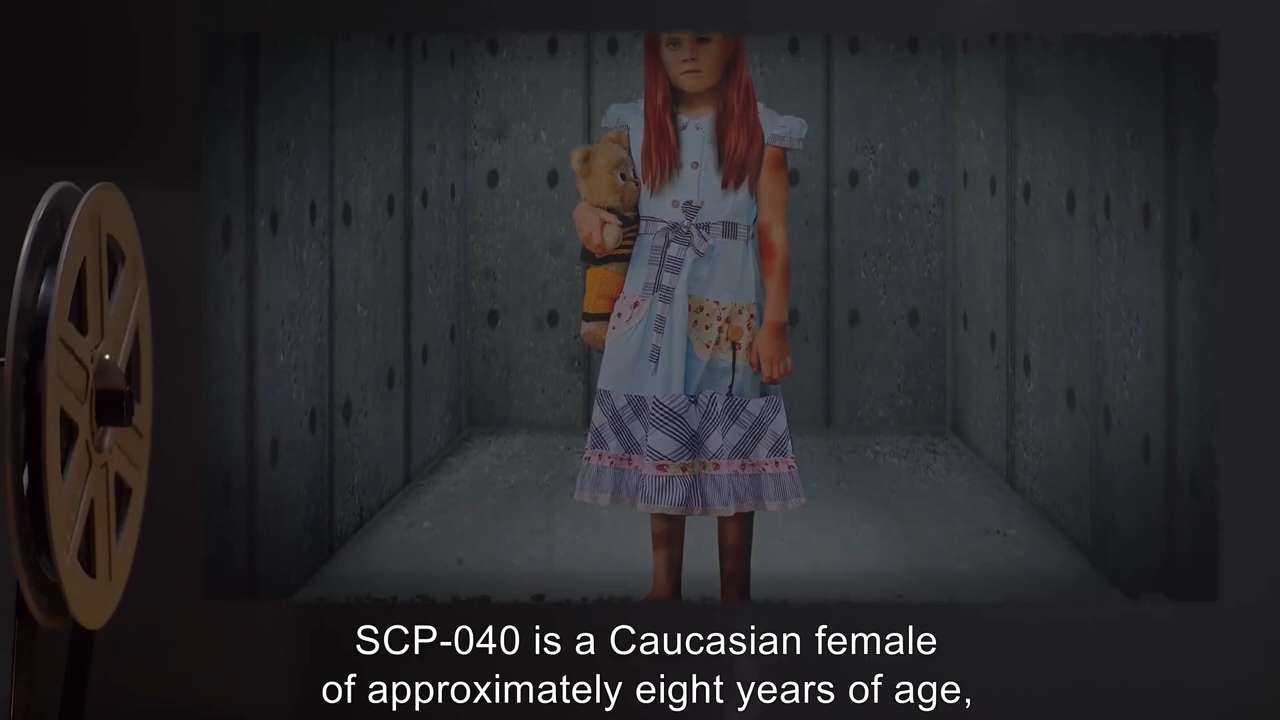 SCP-040 is a Caucasian female
of approximately eight years of age,